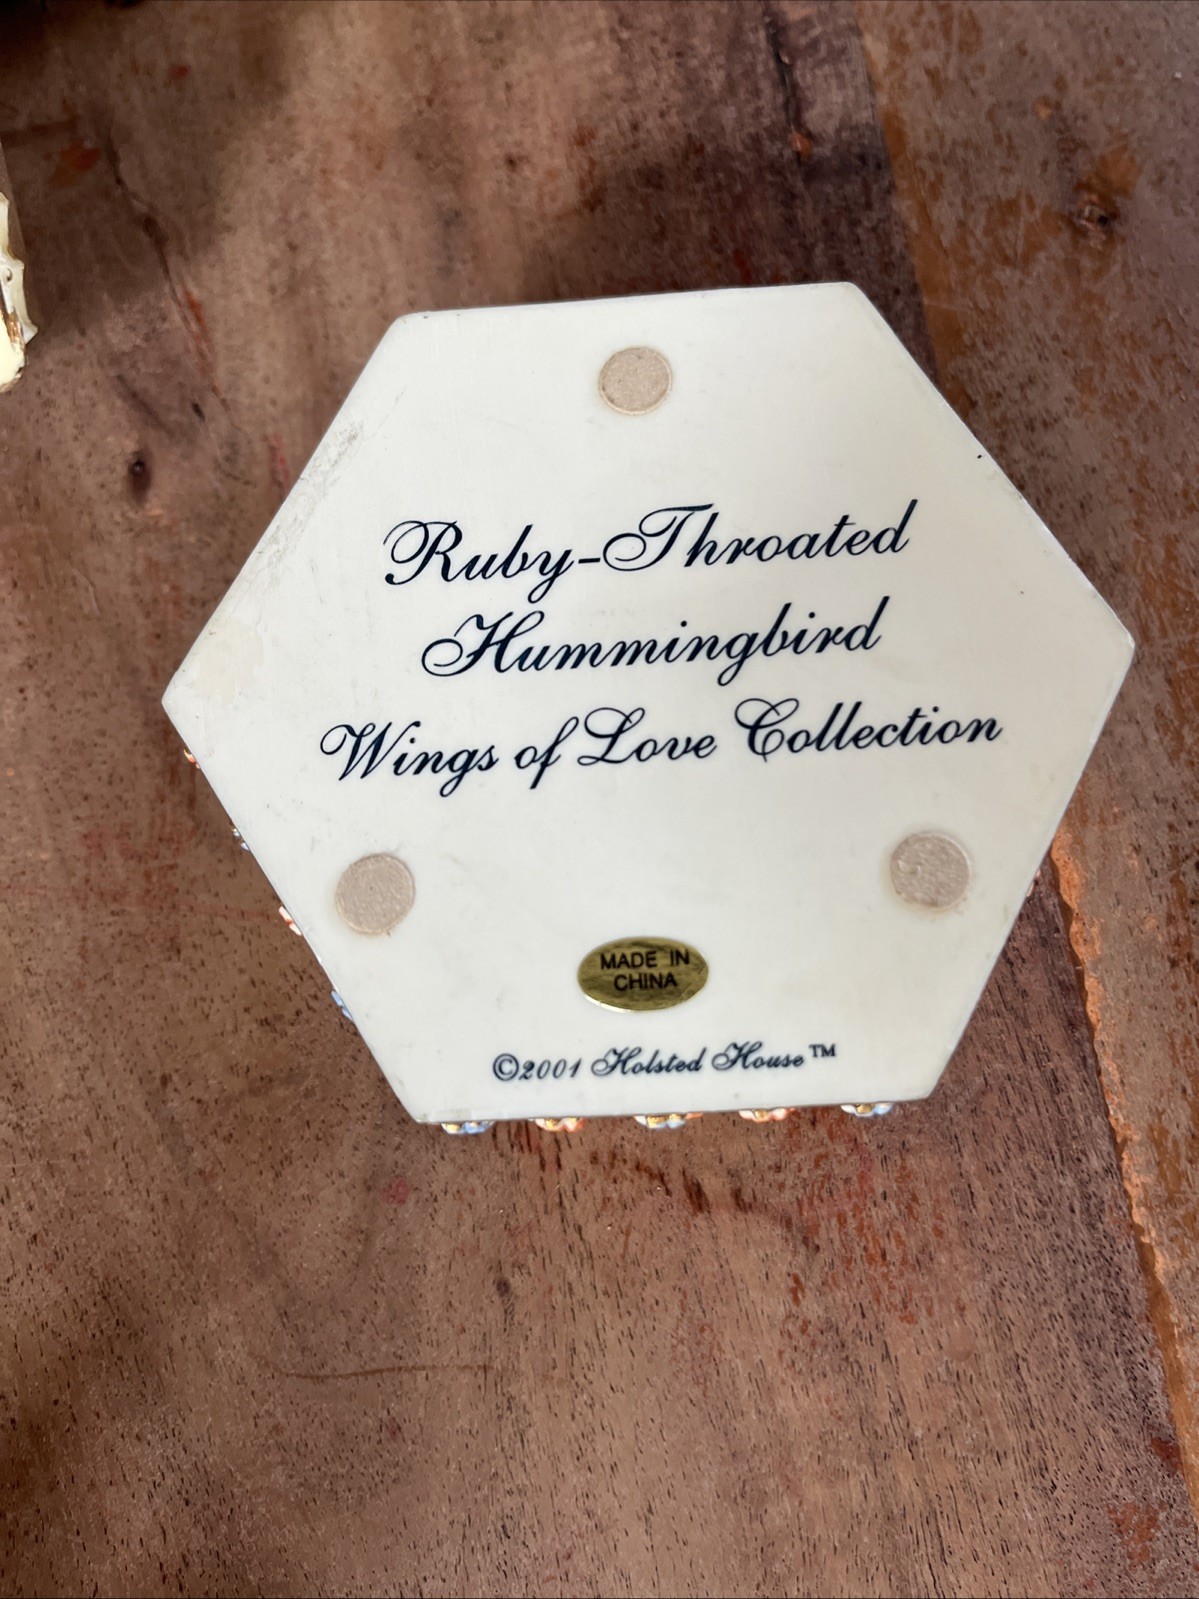 Ruby-Throated
Hummingbird
Wings of Love Collection
MADE IN
CHINA
©2001 Holsted House™